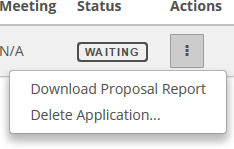 Meeting Status Actions
N/A WAITING
Download Proposal Report
Delete Application...